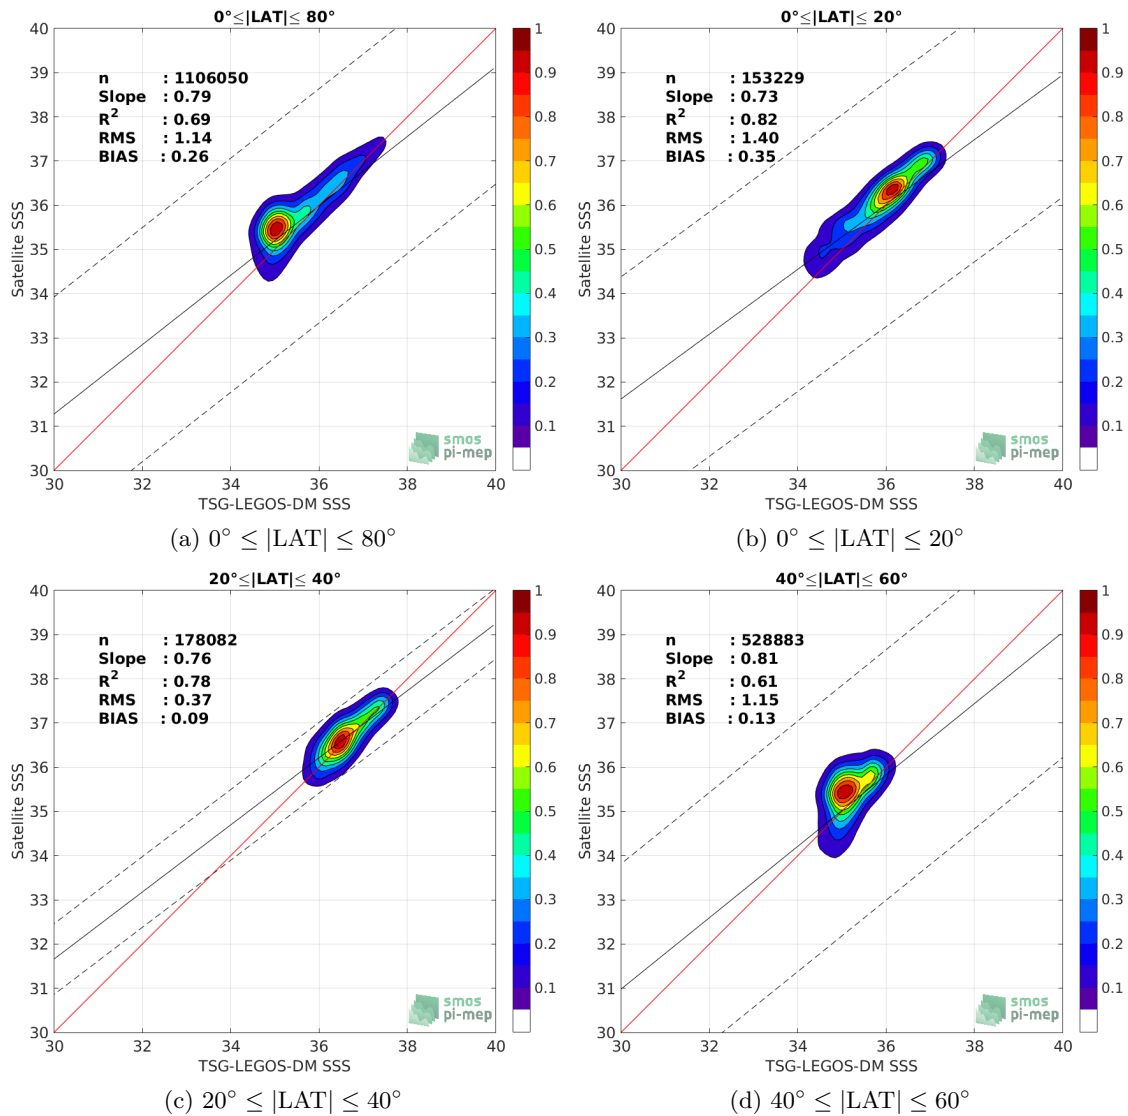 0°≤|LAT|≤ 80°
n : 1106050
Slope : 0.79
R² : 0.69
RMS : 1.14
BIAS : 0.26
40
39
38
37
36
35
34
33
32
31
30
Satellite SSS
30 32 34 36 38 40
TSG-LEGOS-DM SSS
smos
pi-mep
1
0.9
0.8
0.7
0.6
0.5
0.4
0.3
0.2
0.1
(a) 0° ≤ |LAT| ≤ 80°
0°≤|LAT|≤ 20°
n : 153229
Slope : 0.73
R² : 0.82
RMS : 1.40
BIAS : 0.35
40
39
38
37
36
35
34
33
32
31
30
Satellite SSS
30 32 34 36 38 40
TSG-LEGOS-DM SSS
smos
pi-mep
1
0.9
0.8
0.7
0.6
0.5
0.4
0.3
0.2
0.1
(b) 0° ≤ |LAT| ≤ 20°
20°≤|LAT|≤ 40°
n : 178082
Slope : 0.76
R² : 0.78
RMS : 0.37
BIAS : 0.09
40
39
38
37
36
35
34
33
32
31
30
Satellite SSS
30 32 34 36 38 40
TSG-LEGOS-DM SSS
smos
pi-mep
1
0.9
0.8
0.7
0.6
0.5
0.4
0.3
0.2
0.1
(c) 20° ≤ |LAT| ≤ 40°
40°≤|LAT|≤ 60°
n : 528883
Slope : 0.81
R² : 0.61
RMS : 1.15
BIAS : 0.13
40
39
38
37
36
35
34
33
32
31
30
Satellite SSS
30 32 34 36 38 40
TSG-LEGOS-DM SSS
smos
pi-mep
1
0.9
0.8
0.7
0.6
0.5
0.4
0.3
0.2
0.1
(d) 40° ≤ |LAT| ≤ 60°